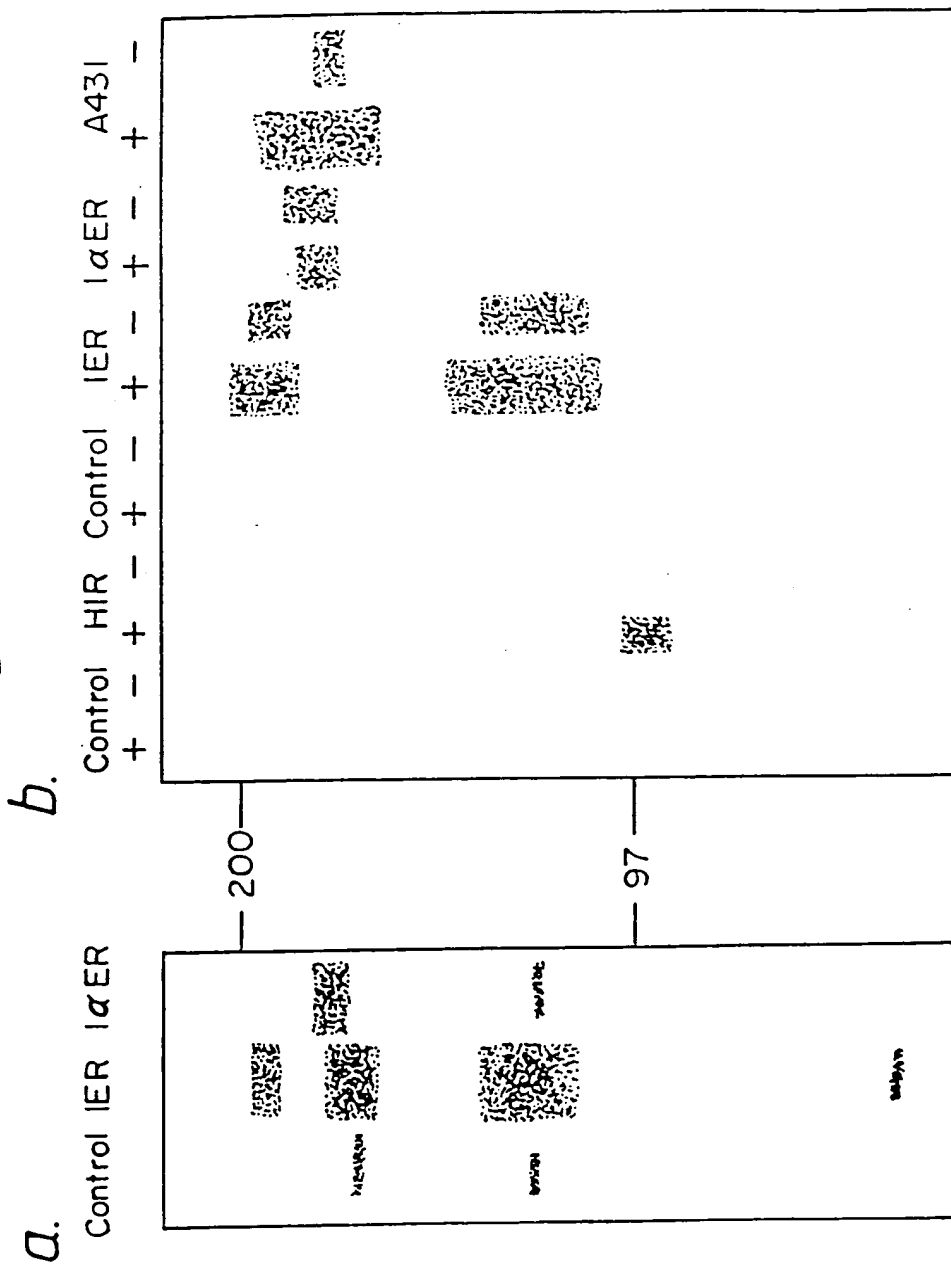 a.
Control IER IαER
b.
Control HIR Control IER IαER A431
+ − + − + − + − + − + −
200
97